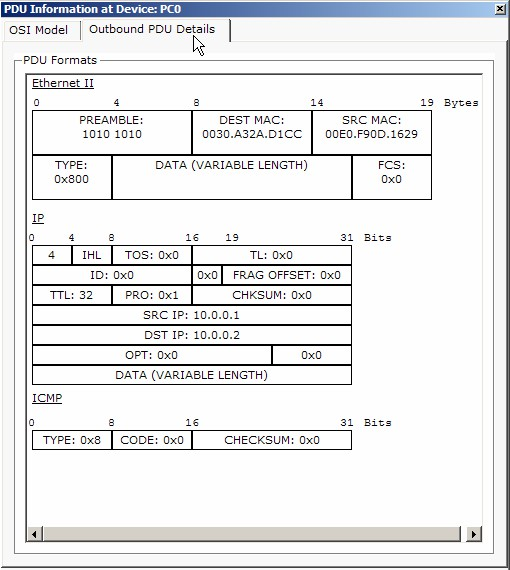 PDU Information at Device: PC0
OSI Model Outbound PDU Details
PDU Formats
Ethernet II
0 4 8 14 19 Bytes
PREAMBLE: DEST MAC: SRC MAC:
1010 1010 0030.A32A.D1CC 00E0.F90D.1629
TYPE: DATA (VARIABLE LENGTH) FCS:
0x800 0x0
IP
0 4 8 16 19 31 Bits
4 IHL TOS: 0x0 TL: 0x0
ID: 0x0 0x0 FRAG OFFSET: 0x0
TTL: 32 PRO: 0x1 CHKSUM: 0x0
SRC IP: 10.0.0.1
DST IP: 10.0.0.2
OPT: 0x0 0x0
DATA (VARIABLE LENGTH)
ICMP
0 8 16 31 Bits
TYPE: 0x8 CODE: 0x0 CHECKSUM: 0x0